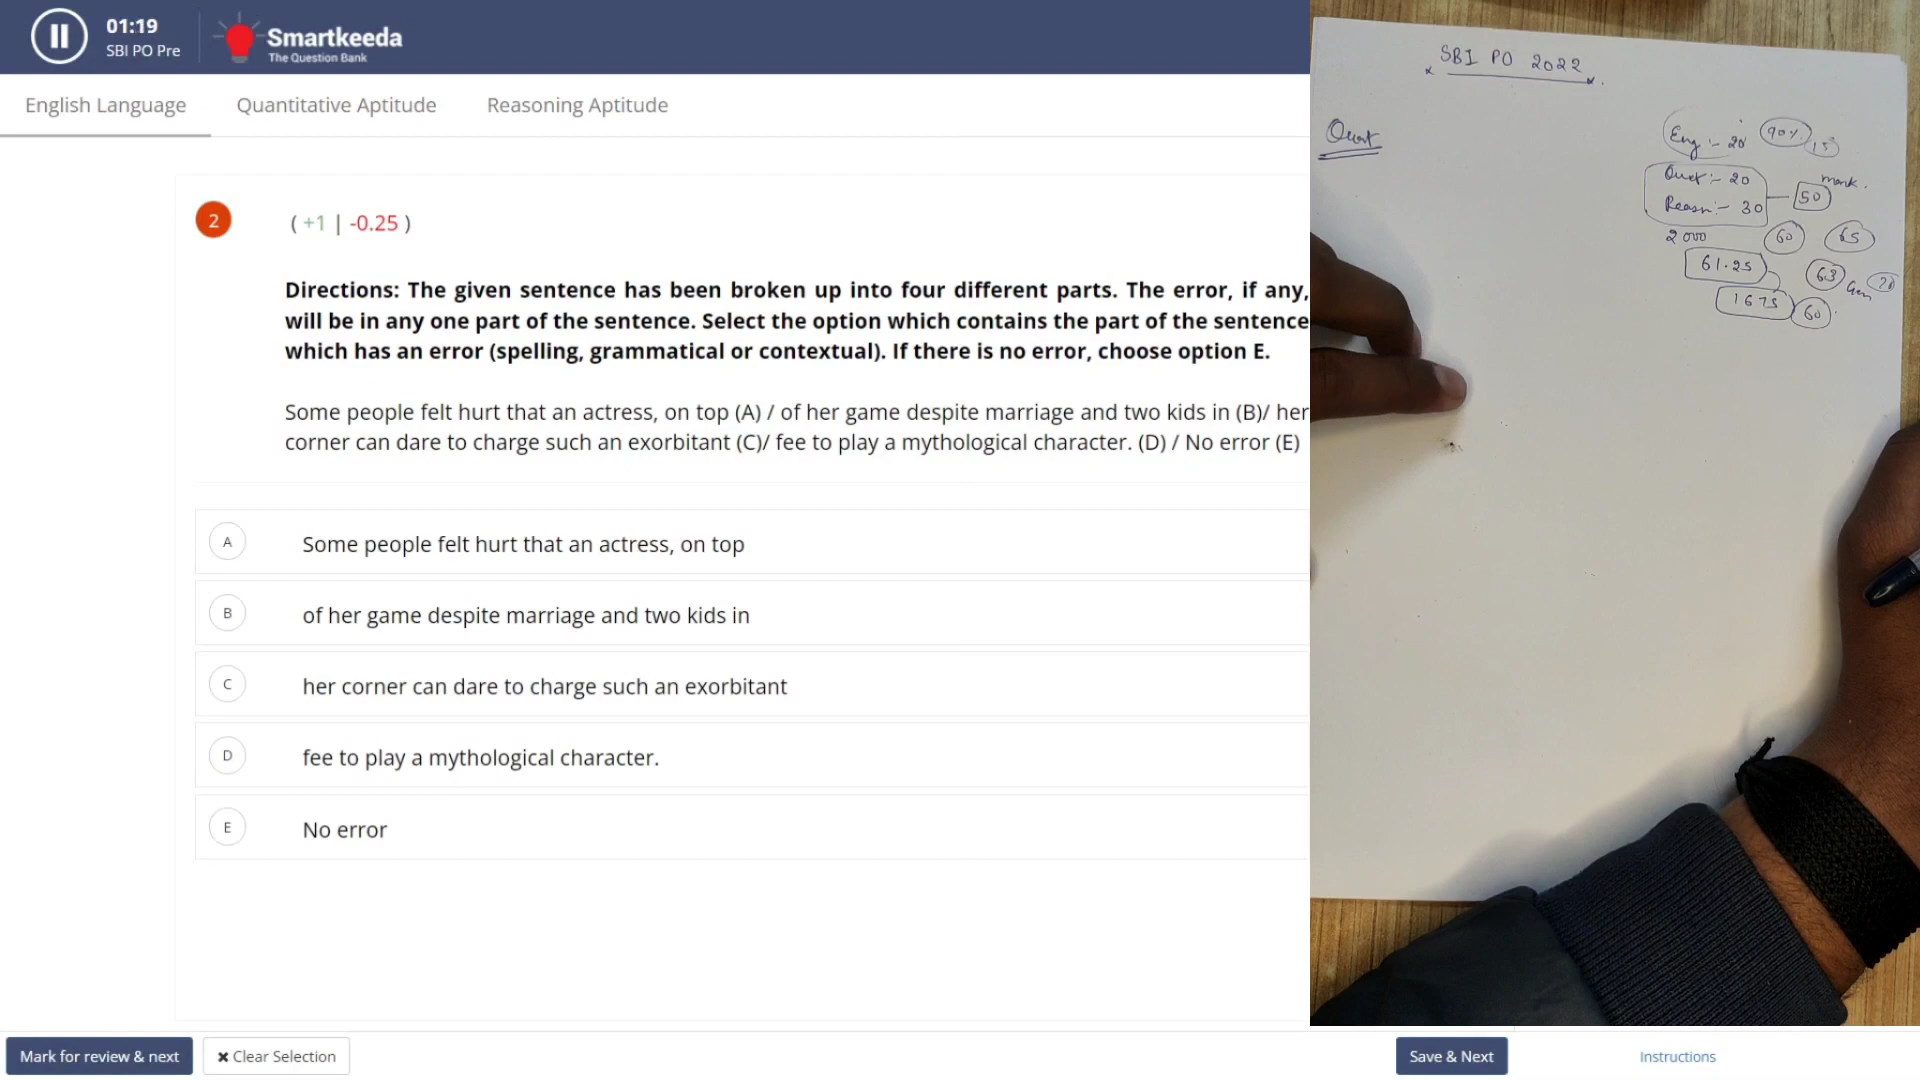 01:19
SBI PO Pre
Smartkeeda
The Question Bank
English Language
Quantitative Aptitude
Reasoning Aptitude
2
( +1 | -0.25 )
Directions: The given sentence has been broken up into four different parts. The error, if any,
will be in any one part of the sentence. Select the option which contains the part of the sentence
which has an error (spelling, grammatical or contextual). If there is no error, choose option E.
Some people felt hurt that an actress, on top (A) / of her game despite marriage and two kids in (B)/ her
corner can dare to charge such an exorbitant (C)/ fee to play a mythological character. (D) / No error (E)
A
Some people felt hurt that an actress, on top
B
of her game despite marriage and two kids in
C
her corner can dare to charge such an exorbitant
D
fee to play a mythological character.
E
No error
Mark for review & next
✖ Clear Selection
Save & Next
Instructions
SBI PO 2022
Eng :- 20 90% 15
Quet :- 20
mark.
Reason :- 30
50
2000 60 65
61.25 63 Gen
1675 60